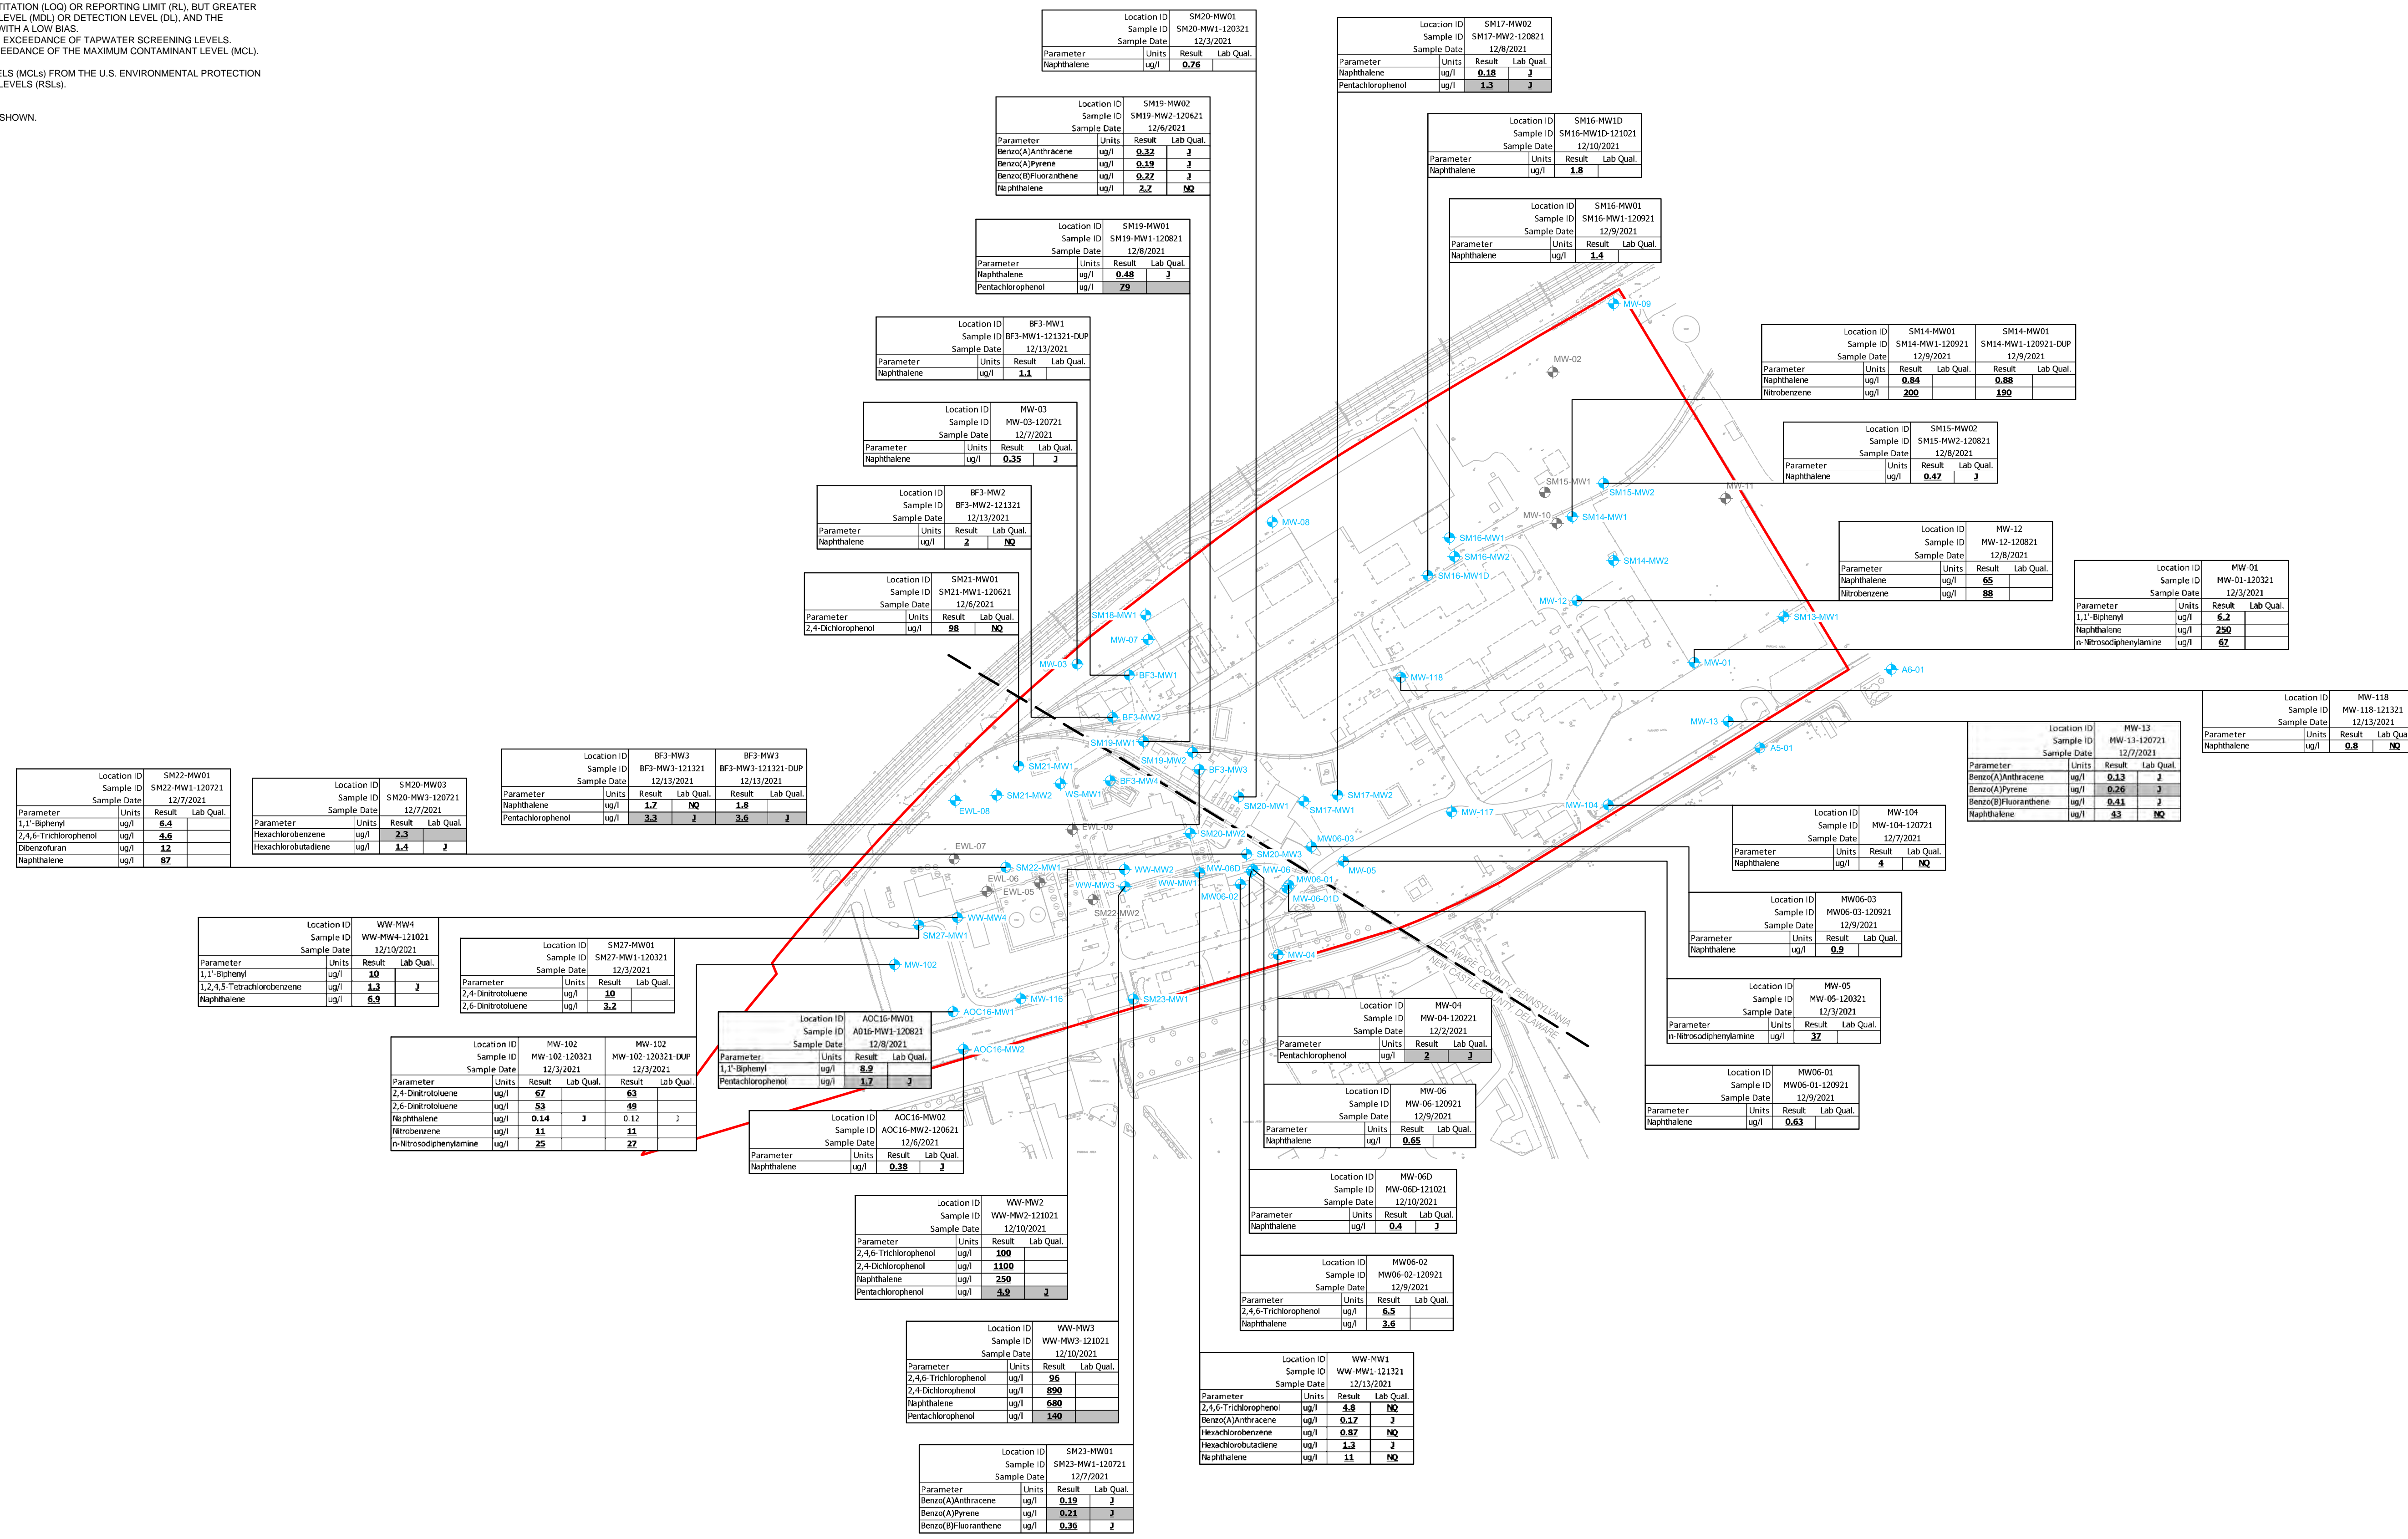 TITATION (LOQ) OR REPORTING LIMIT (RL), BUT GREATER
LEVEL (MDL) OR DETECTION LEVEL (DL), AND THE
WITH A LOW BIAS.
EXCEEDANCE OF TAPWATER SCREENING LEVELS.
EEDANCE OF THE MAXIMUM CONTAMINANT LEVEL (MCL).
ELS (MCLs) FROM THE U.S. ENVIRONMENTAL PROTECTION
LEVELS (RSLs).
SHOWN.
Location ID SM20-MW01
Sample ID SM20-MW1-120321
Sample Date 12/3/2021
Parameter Units Result Lab Qual.
Naphthalene ug/l 0.76
Location ID SM17-MW02
Sample ID SM17-MW2-120821
Sample Date 12/8/2021
Parameter Units Result Lab Qual.
Naphthalene ug/l 0.18 J
Pentachlorophenol ug/l 1.3 J
Location ID SM19-MW02
Sample ID SM19-MW2-120621
Sample Date 12/6/2021
Parameter Units Result Lab Qual.
Benzo(A)Anthracene ug/l 0.32 J
Benzo(A)Pyrene ug/l 0.19 J
Benzo(B)Fluoranthene ug/l 0.27 J
Naphthalene ug/l 2.7 NQ
Location ID SM16-MW1D
Sample ID SM16-MW1D-121021
Sample Date 12/10/2021
Parameter Units Result Lab Qual.
Naphthalene ug/l 1.8
Location ID SM16-MW01
Sample ID SM16-MW1-120921
Sample Date 12/9/2021
Parameter Units Result Lab Qual.
Naphthalene ug/l 1.4
Location ID SM19-MW01
Sample ID SM19-MW1-120821
Sample Date 12/8/2021
Parameter Units Result Lab Qual.
Naphthalene ug/l 0.48 J
Pentachlorophenol ug/l 79
Location ID BF3-MW1
Sample ID BF3-MW1-121321-DUP
Sample Date 12/13/2021
Parameter Units Result Lab Qual.
Naphthalene ug/l 1.1
Location ID SM14-MW01 SM14-MW01
Sample ID SM14-MW1-120921 SM14-MW1-120921-DUP
Sample Date 12/9/2021 12/9/2021
Parameter Units Result Lab Qual. Result Lab Qual.
Naphthalene ug/l 0.84 0.88
Nitrobenzene ug/l 200 190
Location ID MW-03
Sample ID MW-03-120721
Sample Date 12/7/2021
Parameter Units Result Lab Qual.
Naphthalene ug/l 0.35 J
Location ID SM15-MW02
Sample ID SM15-MW2-120821
Sample Date 12/8/2021
Parameter Units Result Lab Qual.
Naphthalene ug/l 0.47 J
Location ID BF3-MW2
Sample ID BF3-MW2-121321
Sample Date 12/13/2021
Parameter Units Result Lab Qual.
Naphthalene ug/l 2 NQ
Location ID MW-12
Sample ID MW-12-120821
Sample Date 12/8/2021
Parameter Units Result Lab Qual.
Naphthalene ug/l 65
Nitrobenzene ug/l 88
Location ID MW-01
Sample ID MW-01-120321
Sample Date 12/3/2021
Parameter Units Result Lab Qual.
1,1'-Biphenyl ug/l 6.2
Naphthalene ug/l 250
n-Nitrosodiphenylamine ug/l 67
Location ID SM21-MW01
Sample ID SM21-MW1-120621
Sample Date 12/6/2021
Parameter Units Result Lab Qual.
2,4-Dichlorophenol ug/l 98 NQ
Location ID MW-118
Sample ID MW-118-121321
Sample Date 12/13/2021
Parameter Units Result Lab Qua
Naphthalene ug/l 0.8 NQ
Location ID MW-13
Sample ID MW-13-120721
Sample Date 12/7/2021
Parameter Units Result Lab Qual.
Benzo(A)Anthracene ug/l 0.13 J
Benzo(A)Pyrene ug/l 0.26 J
Benzo(B)Fluoranthene ug/l 0.41 J
Naphthalene ug/l 43 NQ
Location ID BF3-MW3 BF3-MW3
Sample ID BF3-MW3-121321 BF3-MW3-121321-DUP
Sample Date 12/13/2021 12/13/2021
Parameter Units Result Lab Qual. Result Lab Qual.
Naphthalene ug/l 1.7 NQ 1.8
Pentachlorophenol ug/l 3.3 J 3.6 J
Location ID SM22-MW01
Sample ID SM22-MW1-120721
Sample Date 12/7/2021
Parameter Units Result Lab Qual.
1,1'-Biphenyl ug/l 6.4
2,4,6-Trichlorophenol ug/l 4.6
Dibenzofuran ug/l 12
Naphthalene ug/l 87
Location ID SM20-MW03
Sample ID SM20-MW3-120721
Sample Date 12/7/2021
Parameter Units Result Lab Qual.
Hexachlorobenzene ug/l 2.3
Hexachlorobutadiene ug/l 1.4 J
Location ID MW-104
Sample ID MW-104-120721
Sample Date 12/7/2021
Parameter Units Result Lab Qual.
Naphthalene ug/l 4 NQ
Location ID MW06-03
Sample ID MW06-03-120921
Sample Date 12/9/2021
Parameter Units Result Lab Qual.
Naphthalene ug/l 0.9
Location ID WW-MW4
Sample ID WW-MW4-121021
Sample Date 12/10/2021
Parameter Units Result Lab Qual.
1,1'-Biphenyl ug/l 10
1,2,4,5-Tetrachlorobenzene ug/l 1.3 J
Naphthalene ug/l 6.9
Location ID SM27-MW01
Sample ID SM27-MW1-120321
Sample Date 12/3/2021
Parameter Units Result Lab Qual.
2,4-Dinitrotoluene ug/l 10
2,6-Dinitrotoluene ug/l 3.2
Location ID MW-05
Sample ID MW-05-120321
Sample Date 12/3/2021
Parameter Units Result Lab Qual.
n-Nitrosodiphenylamine ug/l 37
Location ID MW-04
Sample ID MW-04-120221
Sample Date 12/2/2021
Parameter Units Result Lab Qual.
Pentachlorophenol ug/l 2 J
Location ID AOC16-MW01
Sample ID AO16-MW1-120821
Sample Date 12/8/2021
Parameter Units Result Lab Qual.
1,1'-Biphenyl ug/l 8.9
Pentachlorophenol ug/l 1.7 J
Location ID MW-102 MW-102
Sample ID MW-102-120321 MW-102-120321-DUP
Sample Date 12/3/2021 12/3/2021
Parameter Units Result Lab Qual. Result Lab Qual.
2,4-Dinitrotoluene ug/l 67 63
2,6-Dinitrotoluene ug/l 53 49
Naphthalene ug/l 0.14 J 0.12 J
Nitrobenzene ug/l 11 11
n-Nitrosodiphenylamine ug/l 25 27
Location ID MW06-01
Sample ID MW06-01-120921
Sample Date 12/9/2021
Parameter Units Result Lab Qual.
Naphthalene ug/l 0.63
Location ID MW-06
Sample ID MW-06-120921
Sample Date 12/9/2021
Parameter Units Result Lab Qual.
Naphthalene ug/l 0.65
Location ID AOC16-MW02
Sample ID AOC16-MW2-120621
Sample Date 12/6/2021
Parameter Units Result Lab Qual.
Naphthalene ug/l 0.38 J
Location ID MW-06D
Sample ID MW-06D-121021
Sample Date 12/10/2021
Parameter Units Result Lab Qual.
Naphthalene ug/l 0.4 J
Location ID WW-MW2
Sample ID WW-MW2-121021
Sample Date 12/10/2021
Parameter Units Result Lab Qual.
2,4,6-Trichlorophenol ug/l 100
2,4-Dichlorophenol ug/l 1100
Naphthalene ug/l 250
Pentachlorophenol ug/l 4.9 J
Location ID MW06-02
Sample ID MW06-02-120921
Sample Date 12/9/2021
Parameter Units Result Lab Qual.
2,4,6-Trichlorophenol ug/l 6.5
Naphthalene ug/l 3.6
Location ID WW-MW3
Sample ID WW-MW3-121021
Sample Date 12/10/2021
Parameter Units Result Lab Qual.
2,4,6-Trichlorophenol ug/l 96
2,4-Dichlorophenol ug/l 890
Naphthalene ug/l 680
Pentachlorophenol ug/l 140
Location ID WW-MW1
Sample ID WW-MW1-121321
Sample Date 12/13/2021
Parameter Units Result Lab Qual.
2,4,6-Trichlorophenol ug/l 4.8 NQ
Benzo(A)Anthracene ug/l 0.17 J
Hexachlorobenzene ug/l 0.87 NQ
Hexachlorobutadiene ug/l 1.3 J
Naphthalene ug/l 11 NQ
Location ID SM23-MW01
Sample ID SM23-MW1-120721
Sample Date 12/7/2021
Parameter Units Result Lab Qual.
Benzo(A)Anthracene ug/l 0.19 J
Benzo(A)Pyrene ug/l 0.21 J
Benzo(B)Fluoranthene ug/l 0.36 J
MW-09
MW-02
SM15-MW1
SM15-MW2
MW-11
MW-10
SM14-MW1
MW-08
SM16-MW1
SM16-MW2
SM14-MW2
SM16-MW1D
MW-12
SM18-MW1
SM13-MW1
MW-07
MW-03
MW-01
A6-01
BF3-MW1
MW-118
BF3-MW2
MW-13
SM19-MW1
A5-01
SM19-MW2
SM21-MW1
BF3-MW3
BF3-MW4
WS-MW1
SM21-MW2
EWL-08
SM20-MW1
SM17-MW1
SM17-MW2
MW-104
MW-117
EWL-09
SM20-MW2
MW06-03
EWL-07
SM20-MW3
MW-05
SM22-MW1
WW-MW2
MW-06D
MW-06
EWL-06
EWL-05
WW-MW3
WW-MW1
MW06-01
MW06-02
MW-06-01D
SM22-MW2
WW-MW4
SM27-MW1
MW-04
MW-102
MW-116
SM23-MW1
AOC16-MW1
AOC16-MW2
DELAWARE COUNTY, PENNSYLVANIA
NEW CASTLE COUNTY, DELAWARE